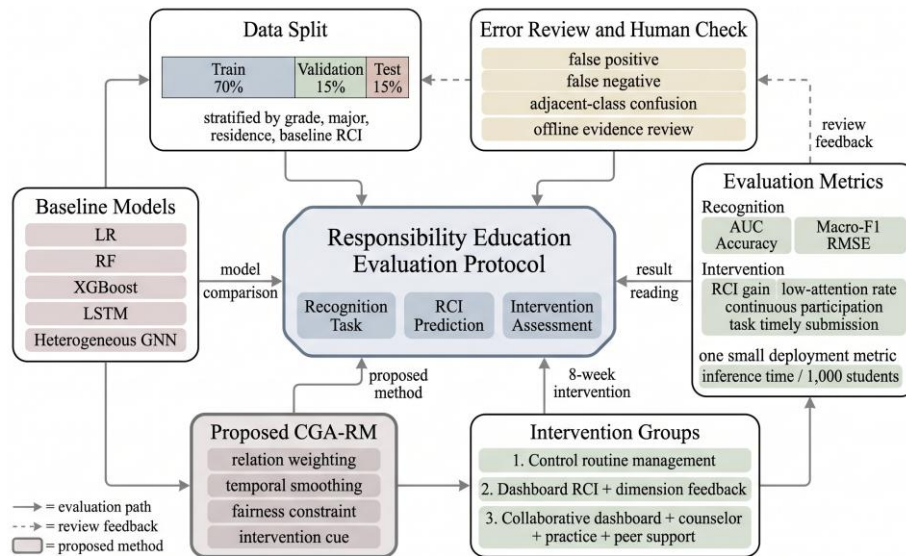 Data Split
Train
70%
Validation
15%
Test
15%
stratified by grade, major,
residence, baseline RCI
Error Review and Human Check
false positive
false negative
adjacent-class confusion
offline evidence review
review
feedback
Baseline Models
LR
RF
XGBoost
LSTM
Heterogeneous GNN
model
comparison
Responsibility Education
Evaluation Protocol
Recognition
Task
RCI
Prediction
Intervention
Assessment
result
reading
Evaluation Metrics
Recognition
AUC
Accuracy
Macro-F1
RMSE
Intervention
RCI gain low-attention rate
continuous participation
task timely submission
one small deployment metric
inference time / 1,000 students
proposed
method
8-week
intervention
Proposed CGA-RM
relation weighting
temporal smoothing
fairness constraint
intervention cue
Intervention Groups
1. Control routine management
2. Dashboard RCI + dimension feedback
3. Collaborative dashboard + counselor
+ practice + peer support
= evaluation path
= review feedback
= proposed method